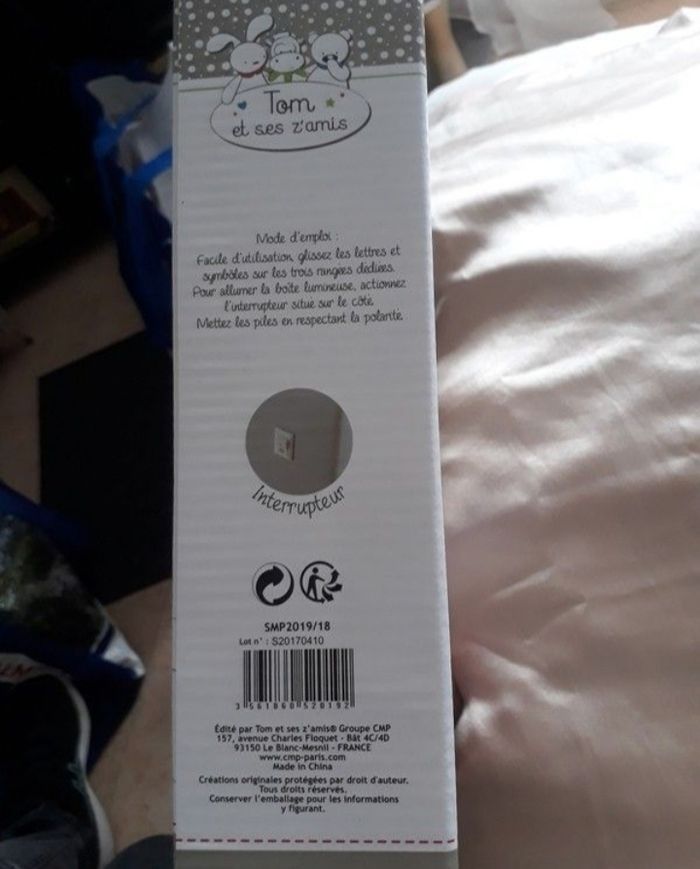 Tom
et ses z'amis
Mode d'emploi :
Facile d'utilisation, glissez les lettres et
symbôles sur les trois rangées dédiées.
Pour allumer la boîte lumineuse, actionnez
l'interrupteur situé sur le côté
Mettez les piles en respectant la polarité
Interrupteur
SMP2019/18
Lot n° : S20170410
3 561860 520192
Édité par Tom et ses z'amis® Groupe CMP
157, avenue Charles Floquet - Bât 4C/4D
93150 Le Blanc-Mesnil - FRANCE
www.cmp-paris.com
Made in China
Créations originales protégées par droit d'auteur.
Tous droits réservés.
Conserver l'emballage pour les informations
y figurant.